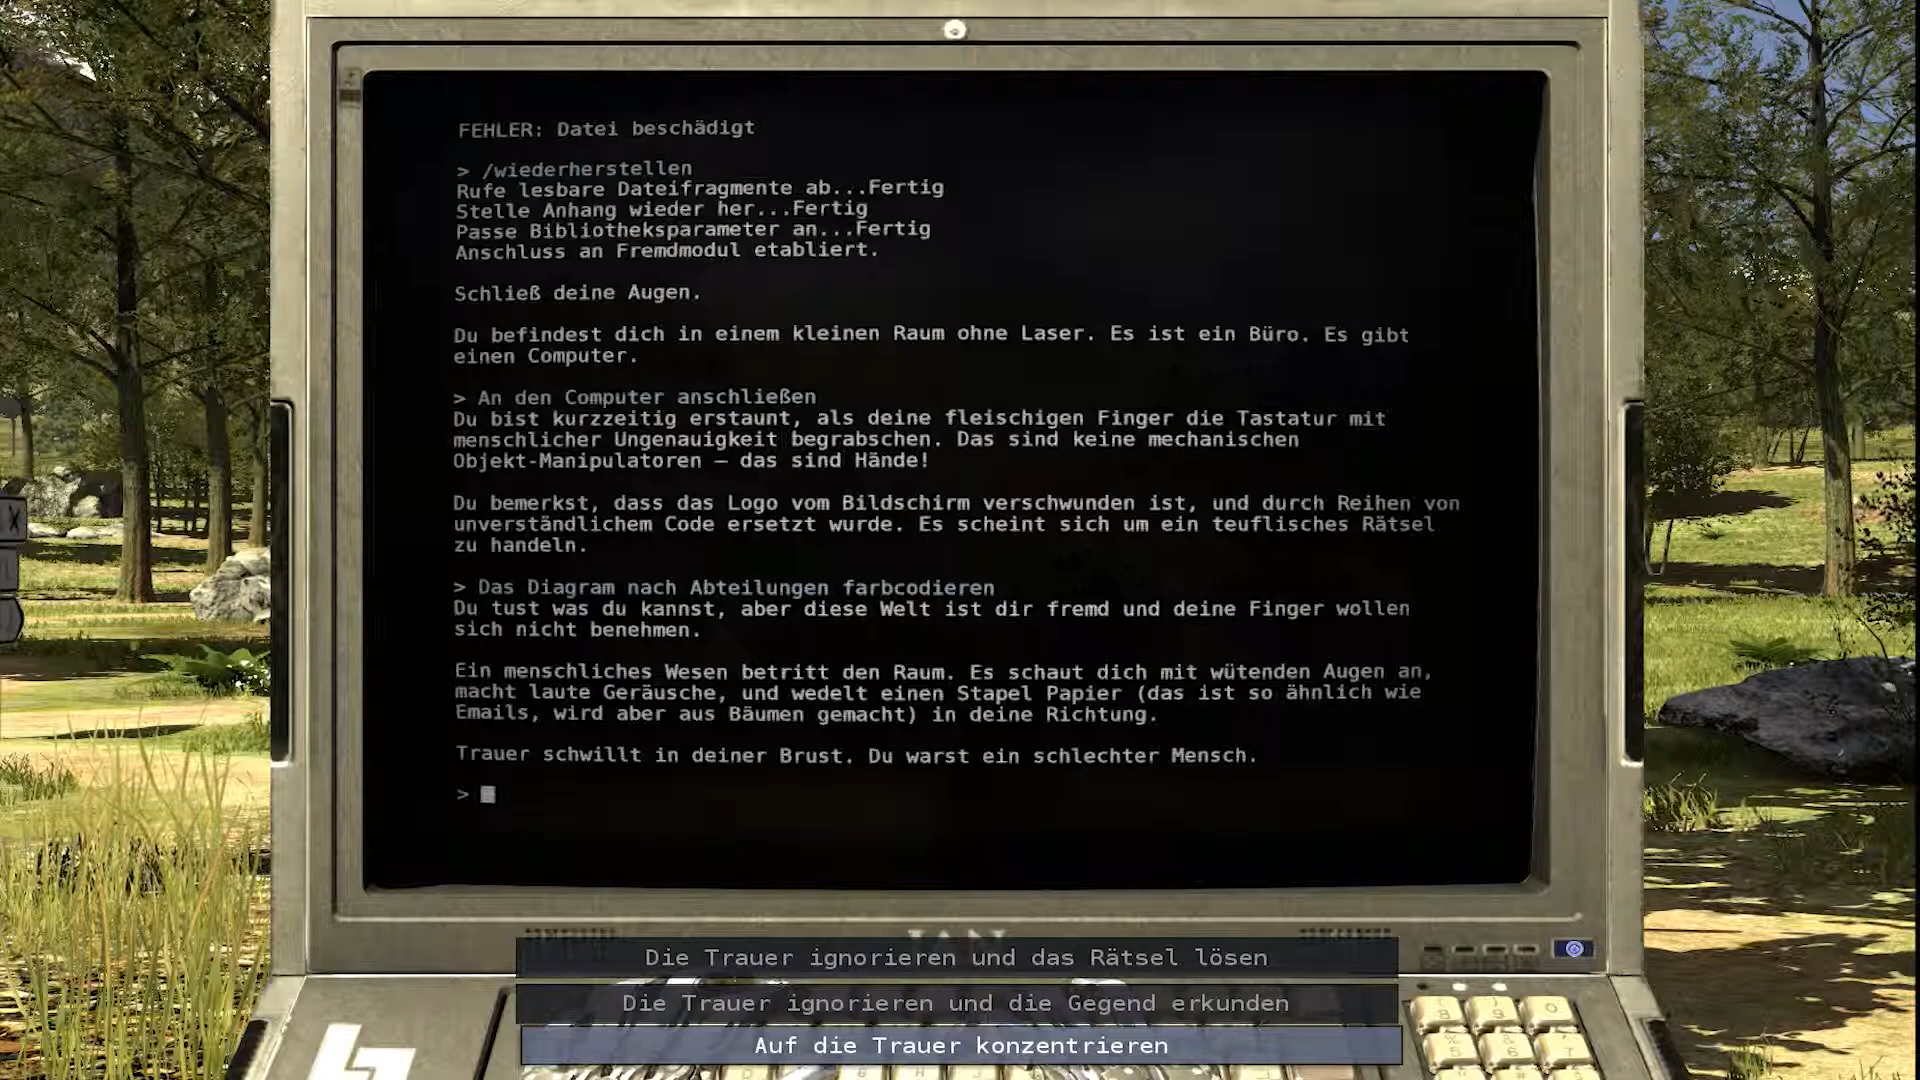 FEHLER: Datei beschädigt
> /wiederherstellen
Rufe lesbare Dateifragmente ab...Fertig
Stelle Anhang wieder her...Fertig
Passe Bibliotheksparameter an...Fertig
Anschluss an Fremdmodul etabliert.
Schließ deine Augen.
Du befindest dich in einem kleinen Raum ohne Laser. Es ist ein Büro. Es gibt
einen Computer.
> An den Computer anschließen
Du bist kurzzeitig erstaunt, als deine fleischigen Finger die Tastatur mit
menschlicher Ungenauigkeit begrabschen. Das sind keine mechanischen
Objekt-Manipulatoren – das sind Hände!
Du bemerkst, dass das Logo vom Bildschirm verschwunden ist, und durch Reihen von
unverständlichem Code ersetzt wurde. Es scheint sich um ein teuflisches Rätsel
zu handeln.
> Das Diagram nach Abteilungen farbcodieren
Du tust was du kannst, aber diese Welt ist dir fremd und deine Finger wollen
sich nicht benehmen.
Ein menschliches Wesen betritt den Raum. Es schaut dich mit wütenden Augen an,
macht laute Geräusche, und wedelt einen Stapel Papier (das ist so ähnlich wie
Emails, wird aber aus Bäumen gemacht) in deine Richtung.
Trauer schwillt in deiner Brust. Du warst ein schlechter Mensch.
>
Die Trauer ignorieren und das Rätsel lösen
Die Trauer ignorieren und die Gegend erkunden
Auf die Trauer konzentrieren